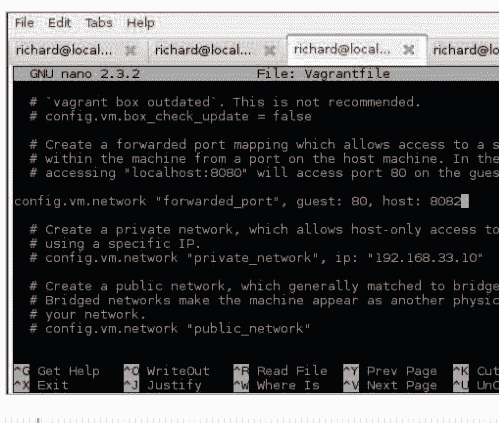 File Edit Tabs Help
richard@local... richard@local... richard@local... richard@lo
GNU nano 2.3.2 File: Vagrantfile
# `vagrant box outdated`. This is not recommended.
# config.vm.box_check_update = false
# Create a forwarded port mapping which allows access to a s
# within the machine from a port on the host machine. In the
# accessing "localhost:8080" will access port 80 on the gues
config.vm.network "forwarded_port", guest: 80, host: 8082
# Create a private network, which allows host-only access to
# using a specific IP.
# config.vm.network "private_network", ip: "192.168.33.10"
# Create a public network, which generally matched to bridge
# Bridged networks make the machine appear as another physic
# your network.
# config.vm.network "public_network"
^G Get Help ^O WriteOut ^R Read File ^Y Prev Page ^K Cut
^X Exit ^J Justify ^W Where Is ^V Next Page ^U UnC